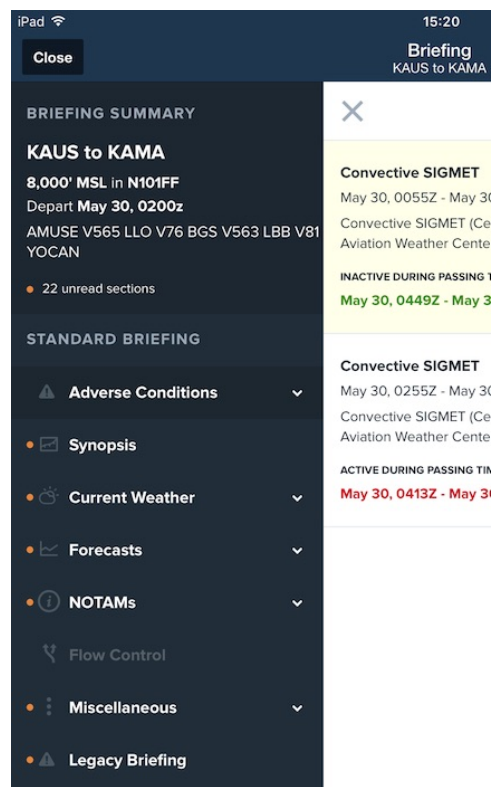 iPad 15:20
Close
Briefing
KAUS to KAMA
BRIEFING SUMMARY
KAUS to KAMA
8,000' MSL in N101FF
Depart May 30, 0200z
AMUSE V565 LLO V76 BGS V563 LBB V81
YOCAN
22 unread sections
STANDARD BRIEFING
Adverse Conditions
Synopsis
Current Weather
Forecasts
NOTAMs
Flow Control
Miscellaneous
Legacy Briefing
Convective SIGMET
May 30, 0055Z - May 30
Convective SIGMET (Ce
Aviation Weather Cente
INACTIVE DURING PASSING T
May 30, 0449Z - May 3
Convective SIGMET
May 30, 0255Z - May 30
Convective SIGMET (Ce
Aviation Weather Cente
ACTIVE DURING PASSING TIM
May 30, 0413Z - May 30